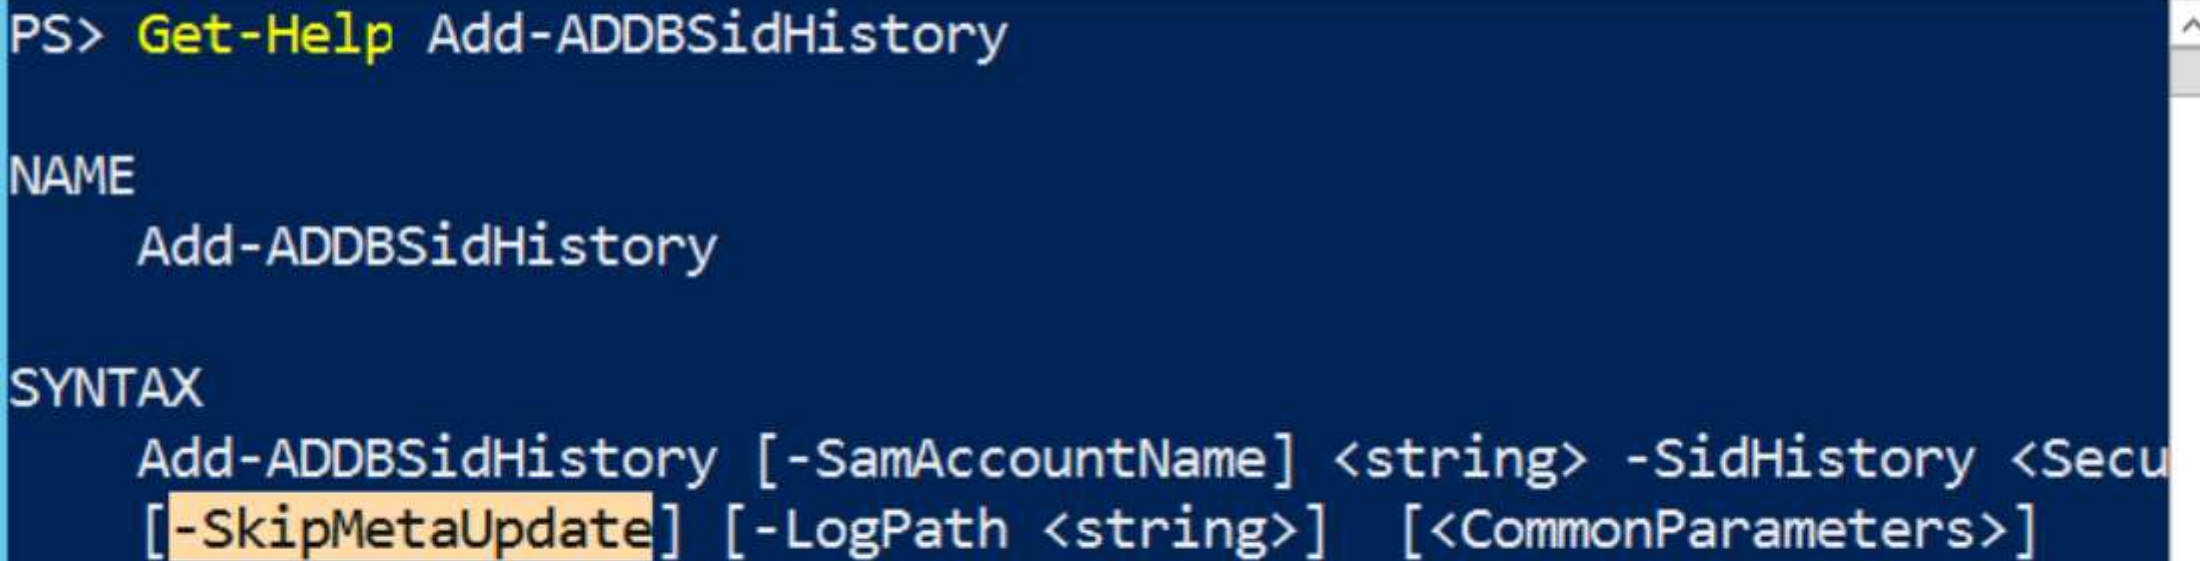 PS> Get-Help Add-ADDBSidHistory
NAME
Add-ADDBSidHistory
SYNTAX
Add-ADDBSidHistory [-SamAccountName] <string> -SidHistory <Secu
[-SkipMetaUpdate] [-LogPath <string>] [<CommonParameters>]